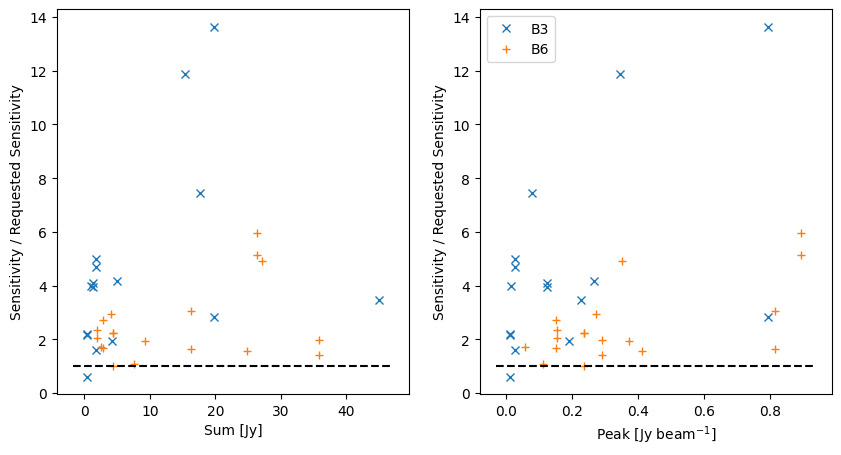 Sensitivity / Requested Sensitivity
14
12
10
8
6
4
2
0
0 10 20 30 40
Sum [Jy]
Sensitivity / Requested Sensitivity
14
12
10
8
6
4
2
0
B3
B6
0.0 0.2 0.4 0.6 0.8
Peak [Jy beam⁻¹]